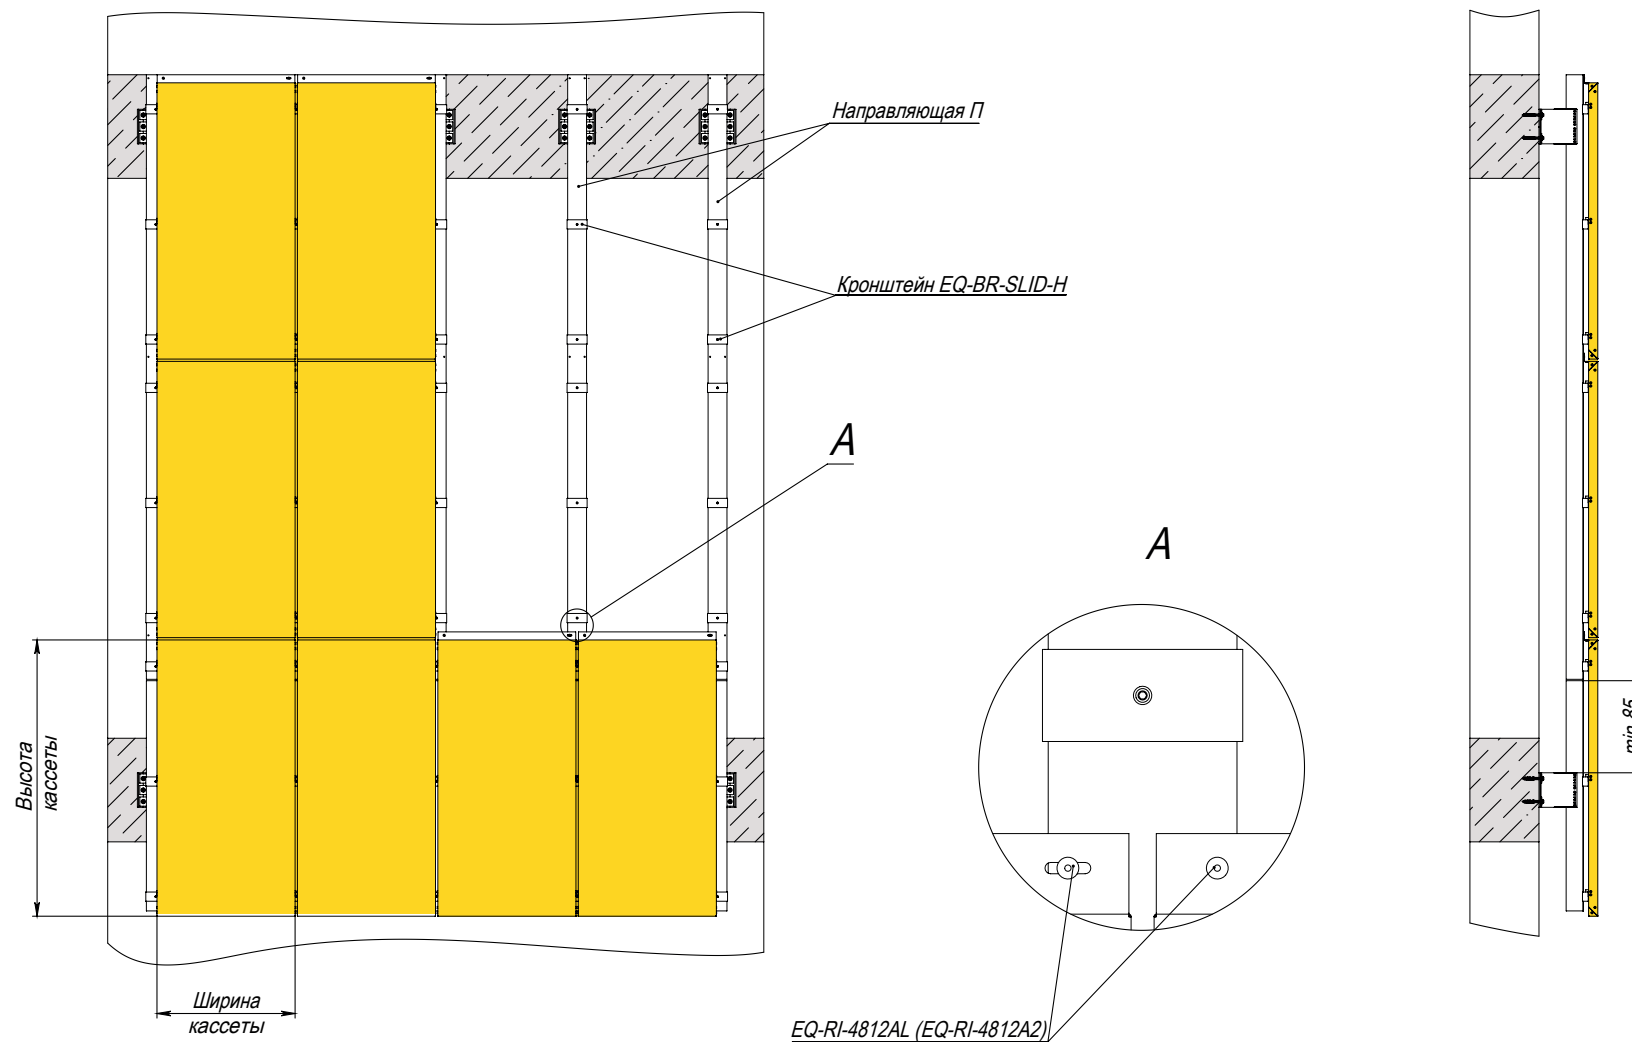 Направляющая П
Кронштейн EQ-BR-SLID-H
А
А
min 85
Высота
кассеты
Ширина
кассеты
EQ-RI-4812AL (EQ-RI-4812A2)